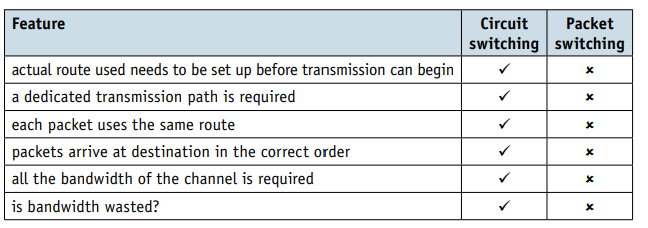 Feature Circuit switching Packet switching
actual route used needs to be set up before transmission can begin ✓ ×
a dedicated transmission path is required ✓ ×
each packet uses the same route ✓ ×
packets arrive at destination in the correct order ✓ ×
all the bandwidth of the channel is required ✓ ×
is bandwidth wasted? ✓ ×